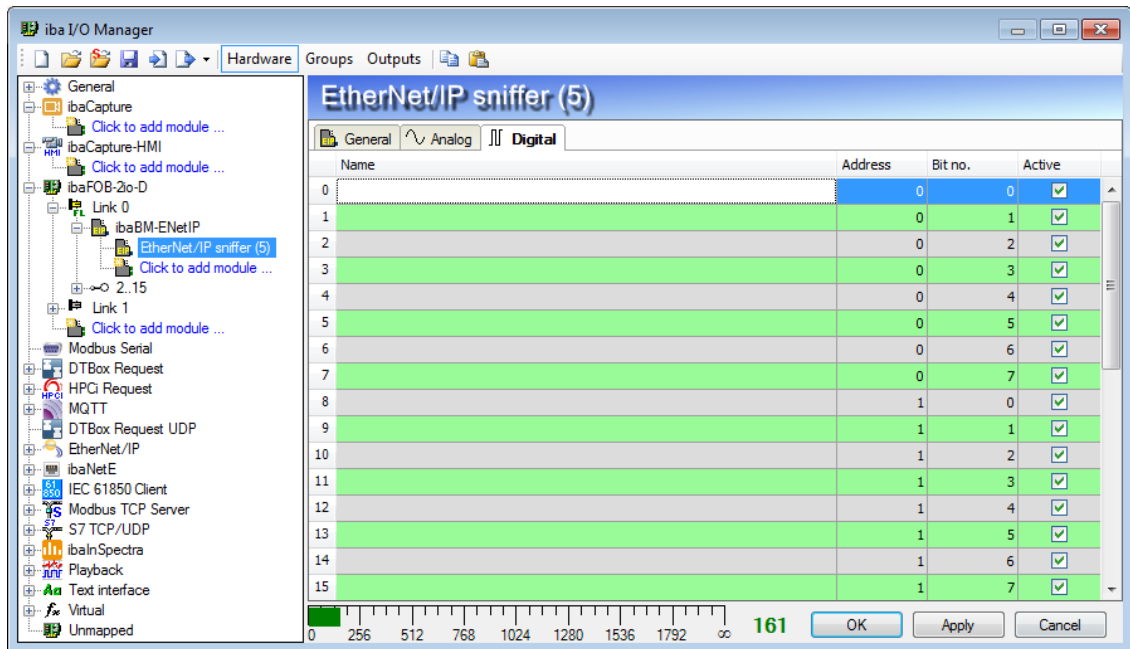 iba I/O Manager
Hardware Groups Outputs
General
ibaCapture
Click to add module ...
ibaCapture-HMI
Click to add module ...
ibaFOB-2io-D
Link 0
ibaBM-ENetIP
EtherNet/IP sniffer (5)
Click to add module ...
2..15
Link 1
Click to add module ...
Modbus Serial
DTBox Request
HPCi Request
MQTT
DTBox Request UDP
EtherNet/IP
ibaNetE
IEC 61850 Client
Modbus TCP Server
S7 TCP/UDP
ibaInSpectra
Playback
Text interface
Virtual
Unmapped
EtherNet/IP sniffer (5)
General Analog Digital
Name Address Bit no. Active
0 0 0
1 0 1
2 0 2
3 0 3
4 0 4
5 0 5
6 0 6
7 0 7
8 1 0
9 1 1
10 1 2
11 1 3
12 1 4
13 1 5
14 1 6
15 1 7
0 256 512 768 1024 1280 1536 1792 ∞ 161 OK Apply Cancel